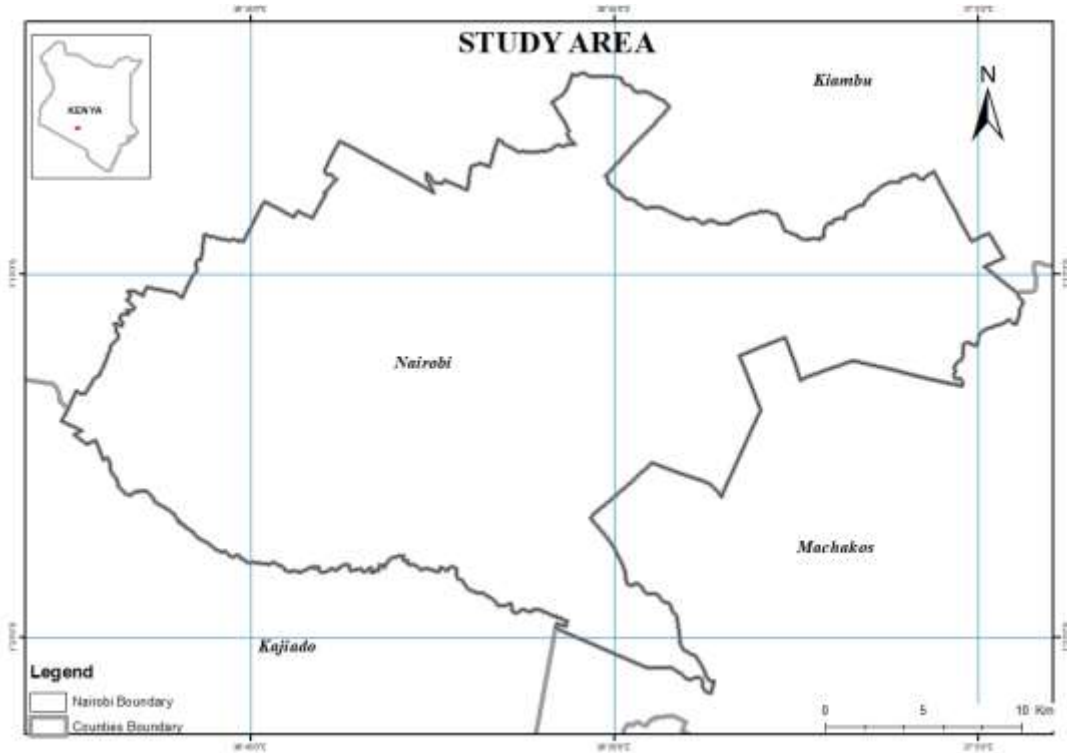 STUDY AREA
Kiambu
N
KENYA
Nairobi
Machakos
Kajiado
Legend
Nairobi Boundary
Counties Boundary
0 5 10 Km